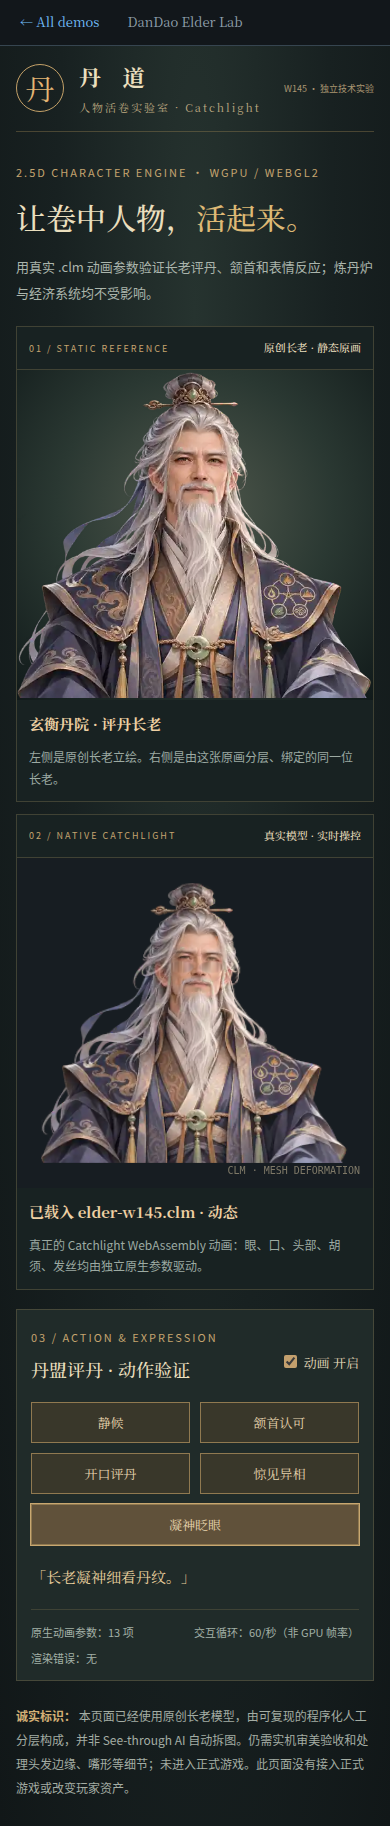 ← All demos DanDao Elder Lab
丹
丹 道
人物活卷实验室 · Catchlight
W145 · 独立技术实验
2.5D CHARACTER ENGINE · WGPU / WEBGL2
让卷中人物，活起来。
用真实 .clm 动画参数验证长老评丹、颔首和表情反应；炼丹炉
与经济系统均不受影响。
01 / STATIC REFERENCE 原创长老 · 静态原画
玄衡丹院 · 评丹长老
左侧是原创长老立绘。右侧是由这张原画分层、绑定的同一位
长老。
02 / NATIVE CATCHLIGHT 真实模型 · 实时操控
CLM · MESH DEFORMATION
已载入 elder-w145.clm · 动态
真正的 Catchlight WebAssembly 动画：眼、口、头部、胡
须、发丝均由独立原生参数驱动。
03 / ACTION & EXPRESSION
丹盟评丹 · 动作验证
动画 开启
静候 颔首认可
开口评丹 惊见异相
凝神眨眼
「长老凝神细看丹纹。」
原生动画参数：13 项 交互循环：60/秒（非 GPU 帧率）
渲染错误：无
诚实标识： 本页面已经使用原创长老模型，由可复现的程序化人工
分层构成，并非 See-through AI 自动拆图。仍需实机审美验收和处
理头发边缘、嘴形等细节；未进入正式游戏。此页面没有接入正式
游戏或改变玩家资产。